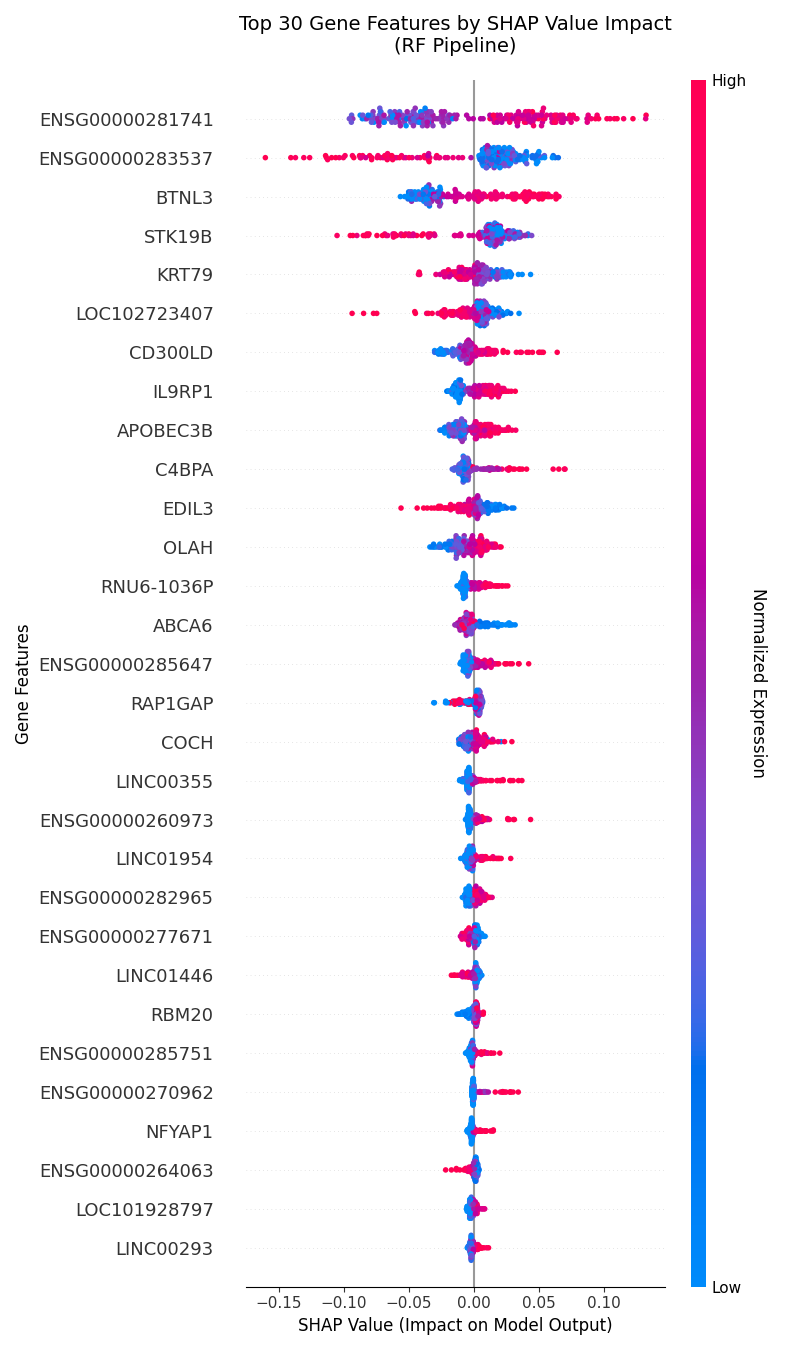 Top 30 Gene Features by SHAP Value Impact
(RF Pipeline)
High
ENSG00000281741
ENSG00000283537
BTNL3
STK19B
KRT79
LOC102723407
CD300LD
IL9RP1
APOBEC3B
C4BPA
EDIL3
OLAH
RNU6-1036P
ABCA6
ENSG00000285647
RAP1GAP
COCH
LINC00355
ENSG00000260973
LINC01954
ENSG00000282965
ENSG00000277671
LINC01446
RBM20
ENSG00000285751
ENSG00000270962
NFYAP1
ENSG00000264063
LOC101928797
LINC00293
Gene Features
Normalized Expression
Low
−0.15 −0.10 −0.05 0.00 0.05 0.10
SHAP Value (Impact on Model Output)